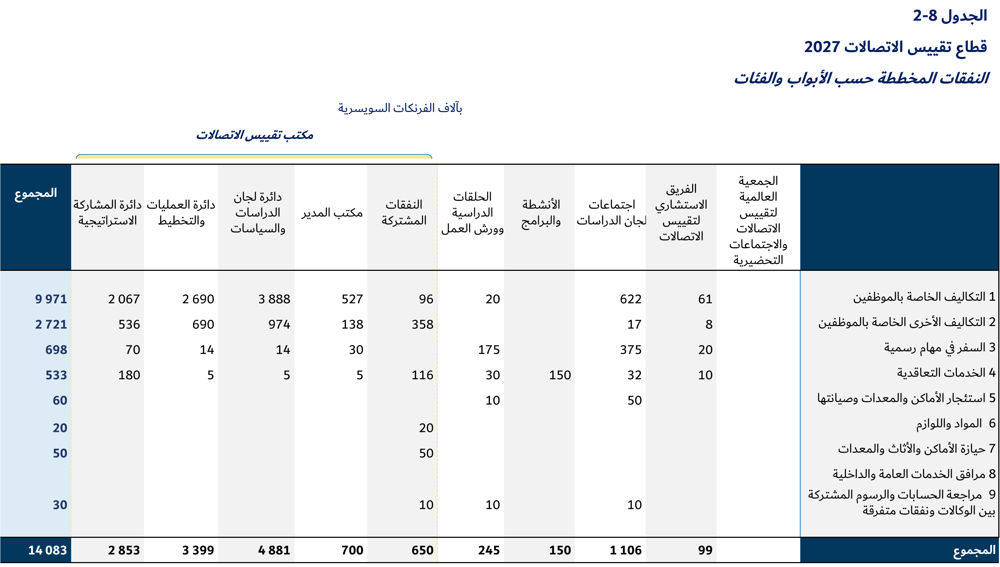 الجدول 8-2
قطاع تقييس الاتصالات 2027
النفقات المخططة حسب الأبواب والفئات
بآلاف الفرنكات السويسرية
مكتب تقييس الاتصالات
الجمعية
العالمية
لتقييس
الاتصالات
والاجتماعات
التحضيرية
الفريق
الاستشاري
لتقييس
الاتصالات
اجتماعات
لجان الدراسات
الأنشطة
والبرامج
الحلقات
الدراسية
وورش العمل
النفقات
المشتركة
مكتب المدير
دائرة لجان
الدراسات
والسياسات
دائرة العمليات
والتخطيط
دائرة المشاركة
الاستراتيجية
المجموع
1 التكاليف الخاصة بالموظفين 61 622 20 96 527 3 888 2 690 2 067 9 971
2 التكاليف الأخرى الخاصة بالموظفين 8 17 358 138 974 690 536 2 721
3 السفر في مهام رسمية 20 375 175 30 14 14 70 698
4 الخدمات التعاقدية 10 32 150 30 116 5 5 5 180 533
5 استئجار الأماكن والمعدات وصيانتها 50 10 60
6 المواد واللوازم 20 20
7 حيازة الأماكن والأثاث والمعدات 50 50
8 مرافق الخدمات العامة والداخلية
9 مراجعة الحسابات والرسوم المشتركة
بين الوكالات ونفقات متفرقة 10 10 10 30
المجموع 99 1 106 150 245 650 700 4 881 3 399 2 853 14 083